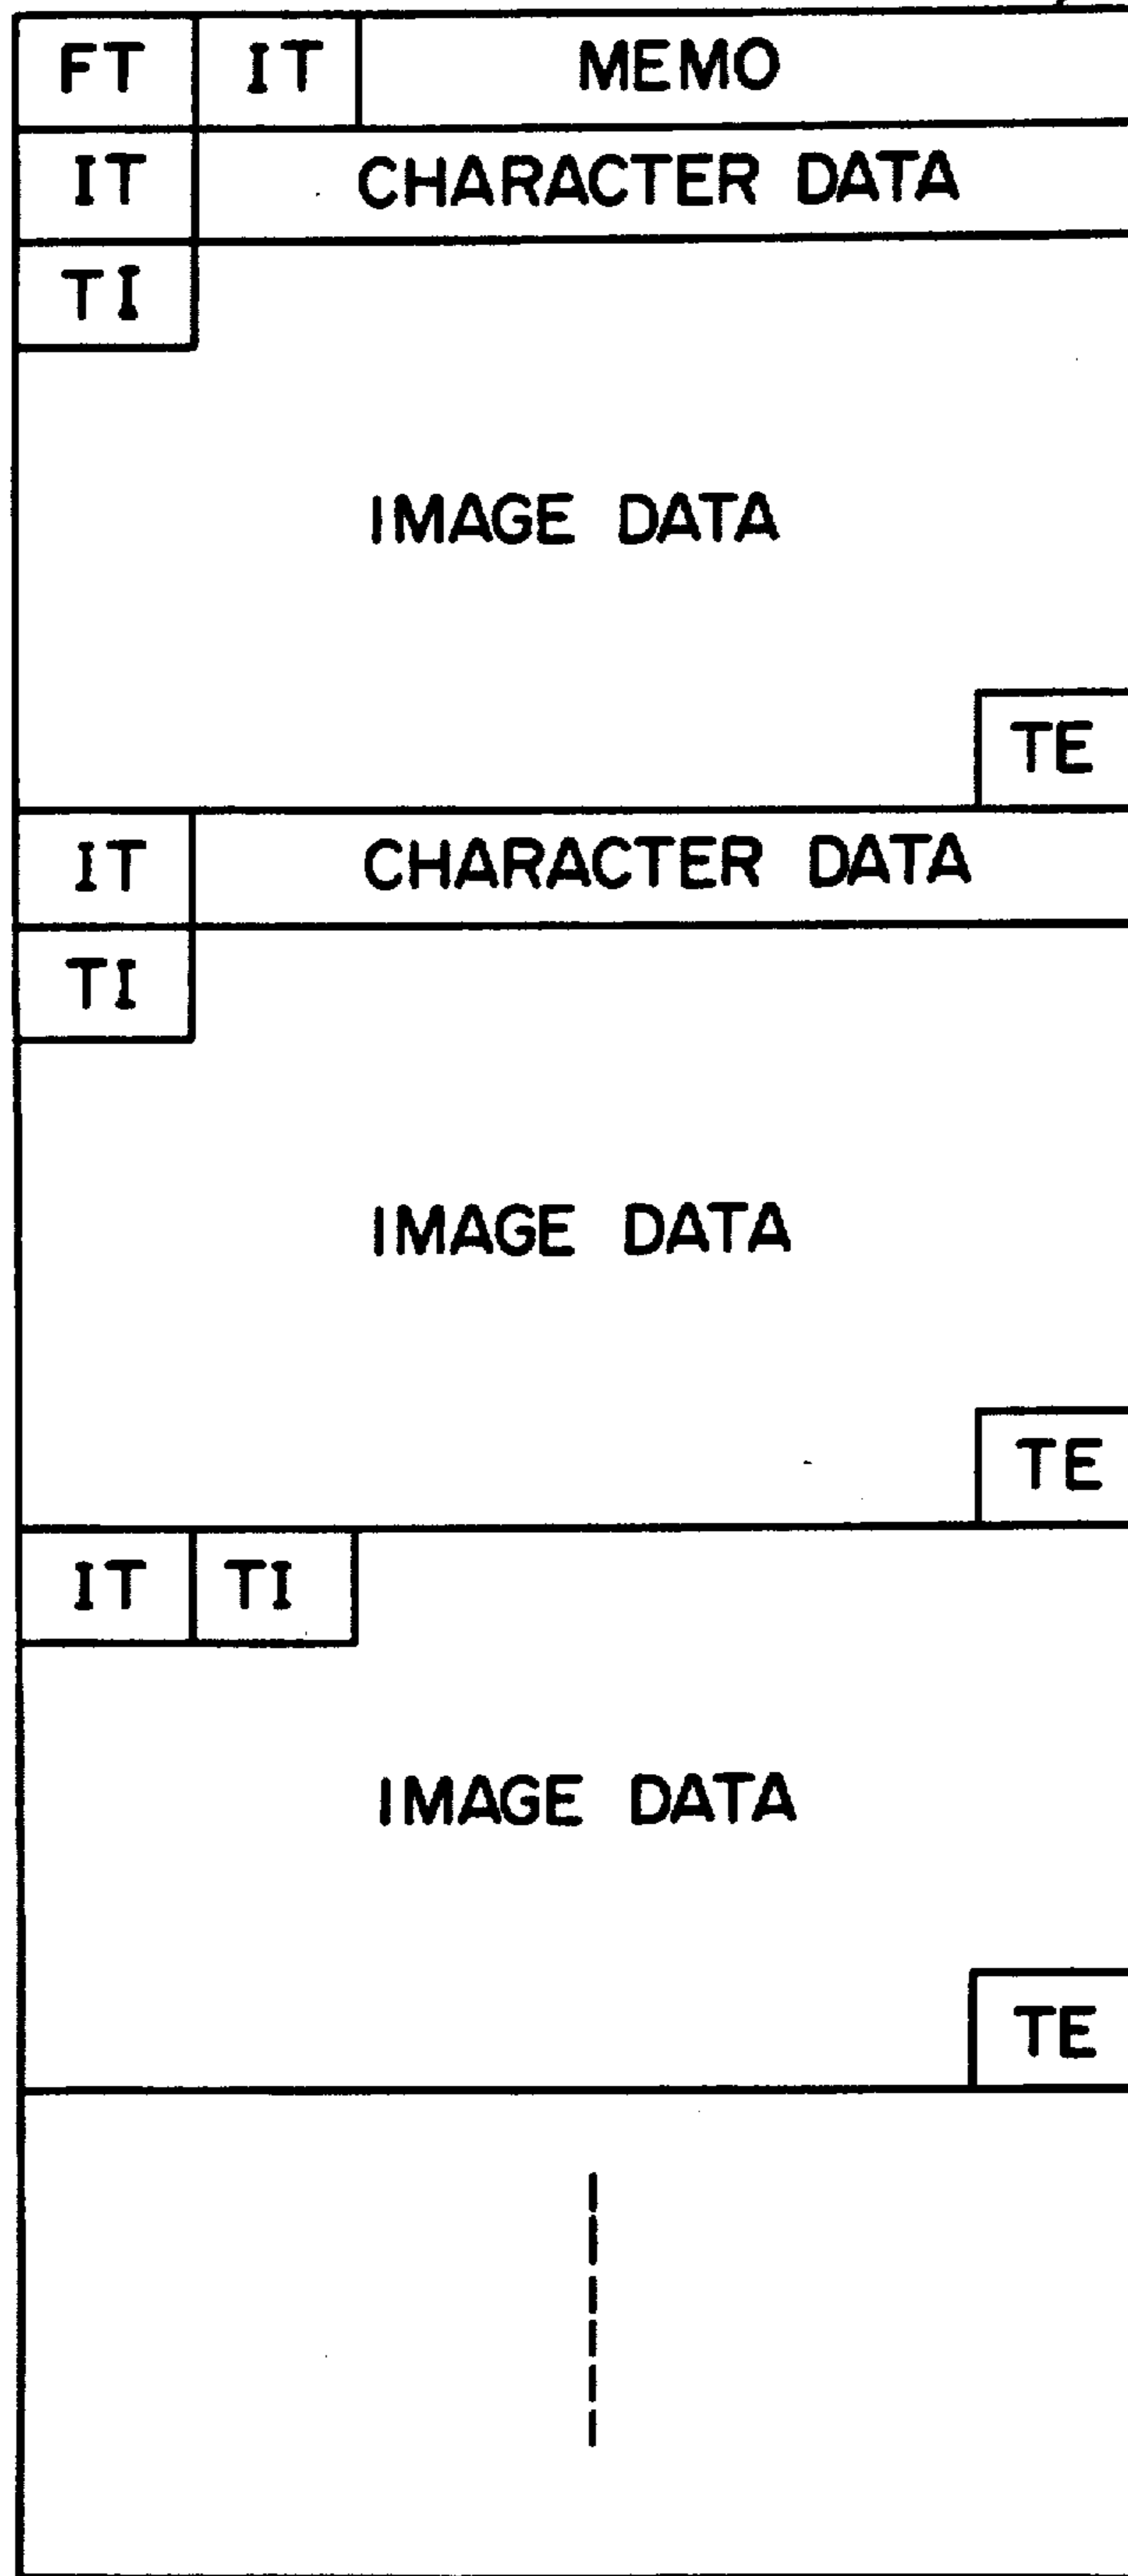 FT IT MEMO
IT CHARACTER DATA
TI
IMAGE DATA
TE
IT CHARACTER DATA
TI
IMAGE DATA
TE
IT TI
IMAGE DATA
TE